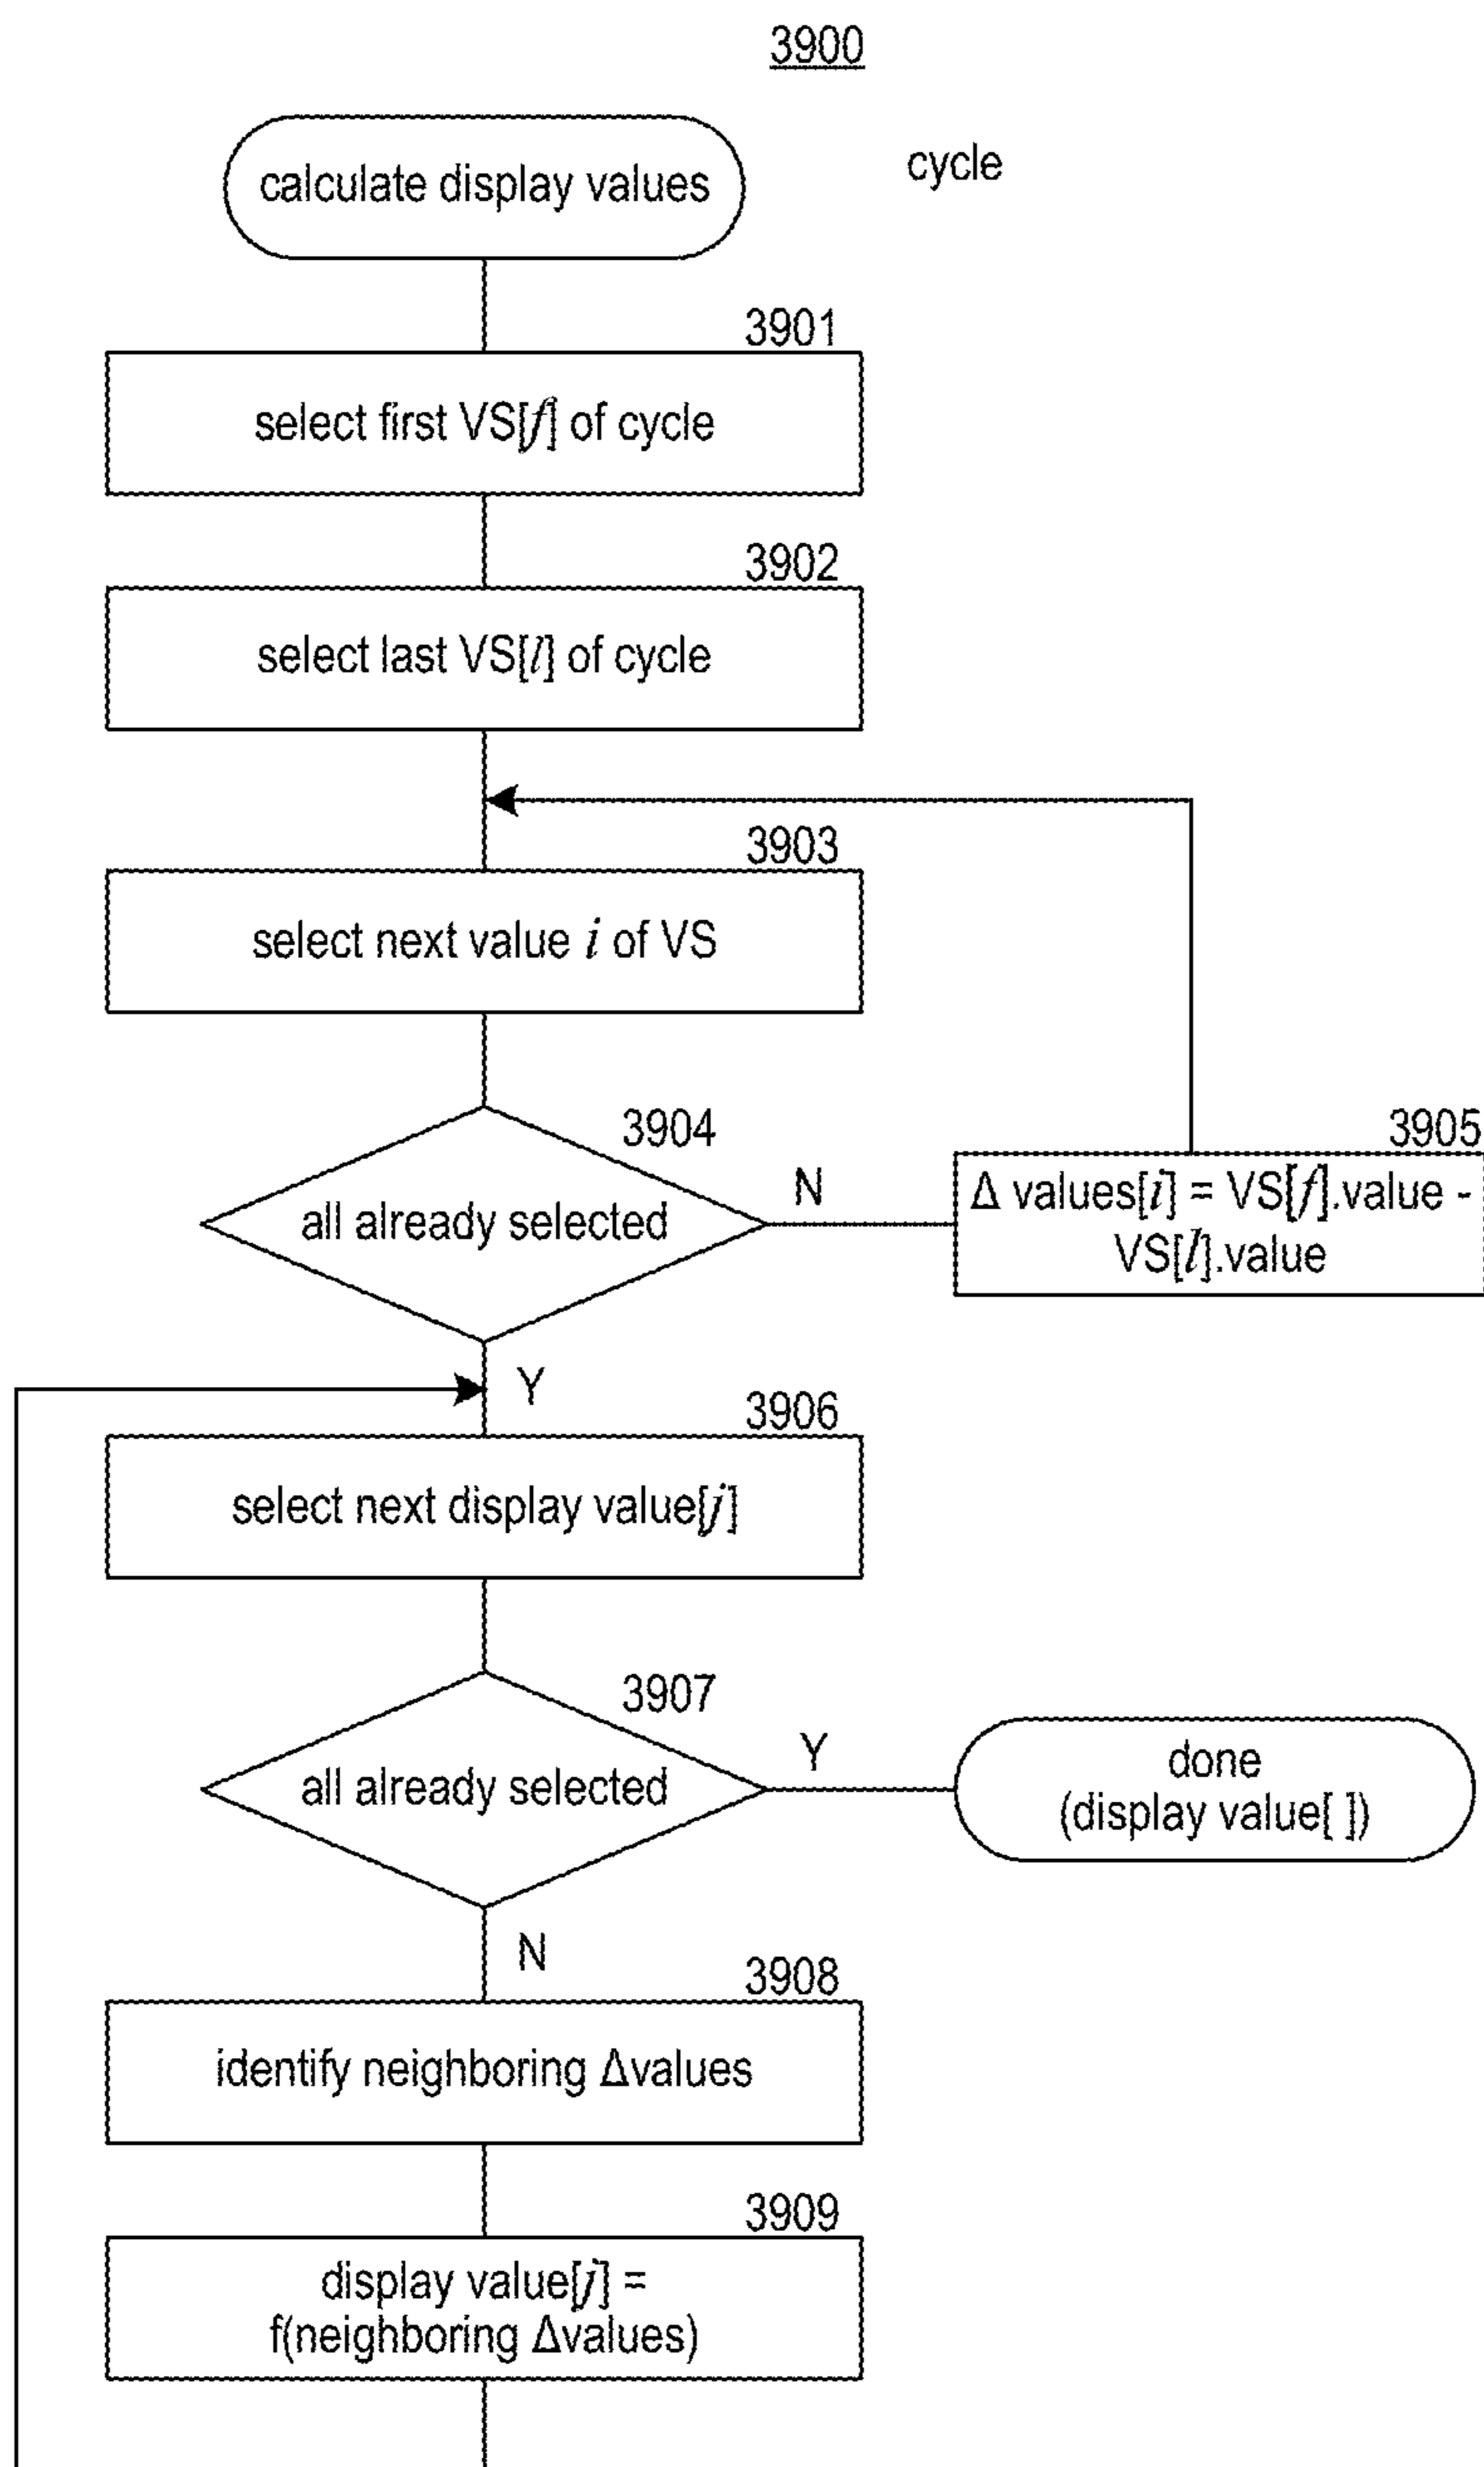 3900
calculate display values
cycle
3901
select first VS[f] of cycle
3902
select last VS[l] of cycle
3903
select next value i of VS
3904
all already selected
N
3905
Δ values[i] = VS[f].value -
VS[l].value
Y
3906
select next display value[j]
3907
all already selected
Y
done
(display value[ ])
N
3908
identify neighboring Δvalues
3909
display value[j] =
f(neighboring Δvalues)